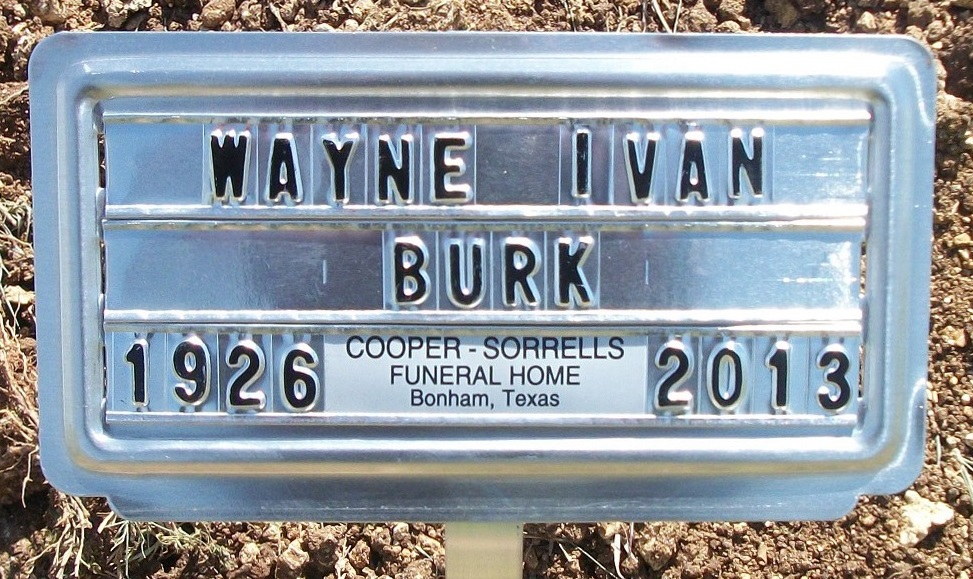 WAYNE IVAN
BURK
1926
COOPER - SORRELLS
FUNERAL HOME
Bonham, Texas
2013